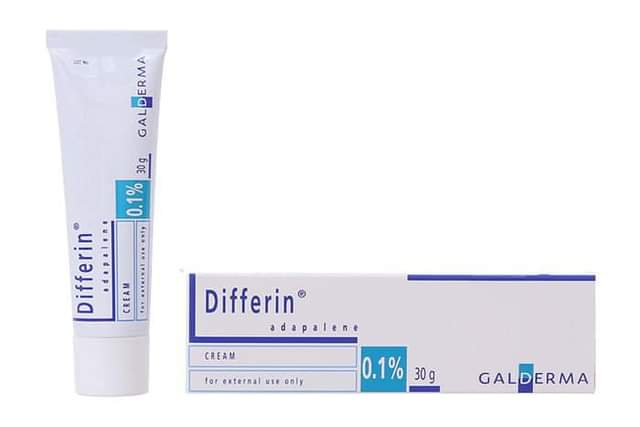 Differin®
adapalene
CREAM
for external use only
0.1%
30 g
GALDERMA
Differin®
adapalene
CREAM
for external use only
0.1%
30 g
GALDERMA